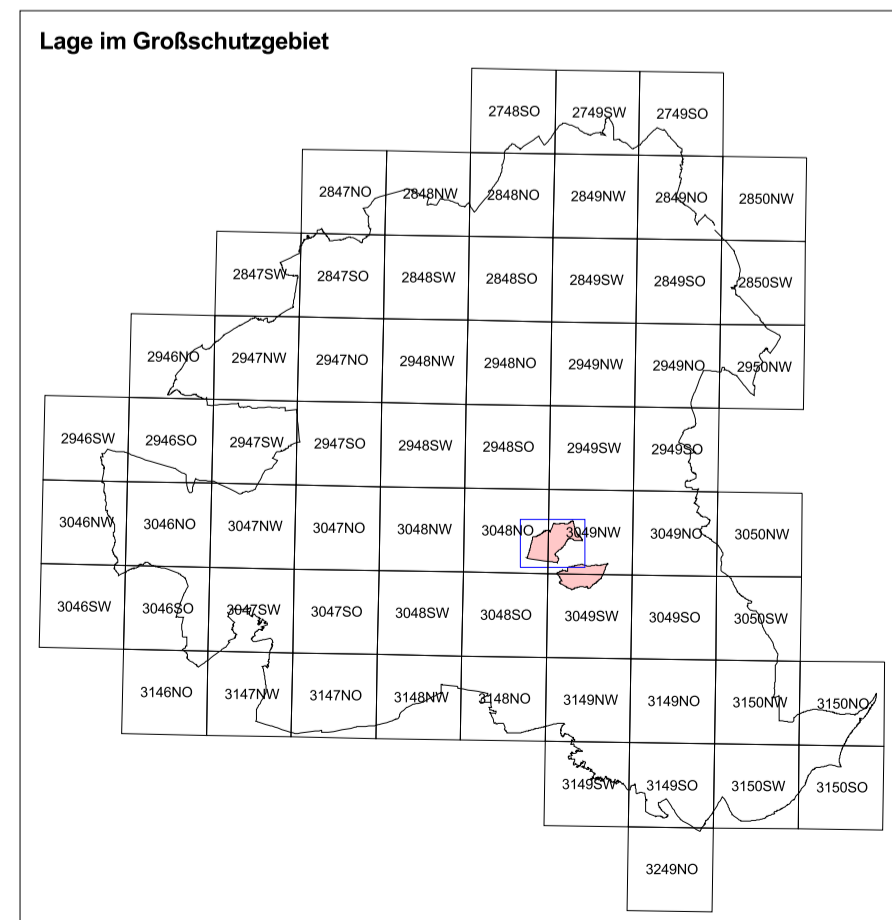 Lage im Großschutzgebiet
2748SO 2749SW 2749SO
2847NO 2848NW 2848NO 2849NW 2849NO 2850NW
2847SW 2847SO 2848SW 2848SO 2849SW 2849SO 2850SW
2946NO 2947NW 2947NO 2948NW 2948NO 2949NW 2949NO 2950NW
2946SW 2946SO 2947SW 2947SO 2948SW 2948SO 2949SW 2949SO
3046NW 3046NO 3047NW 3047NO 3048NW 3048NO 3049NW 3049NO 3050NW
3046SW 3046SO 3047SW 3047SO 3048SW 3048SO 3049SW 3049SO 3050SW
3146NO 3147NW 3147NO 3148NW 3148NO 3149NW 3149NO 3150NW 3150NO
3149SW 3149SO 3150SW 3150SO
3249NO